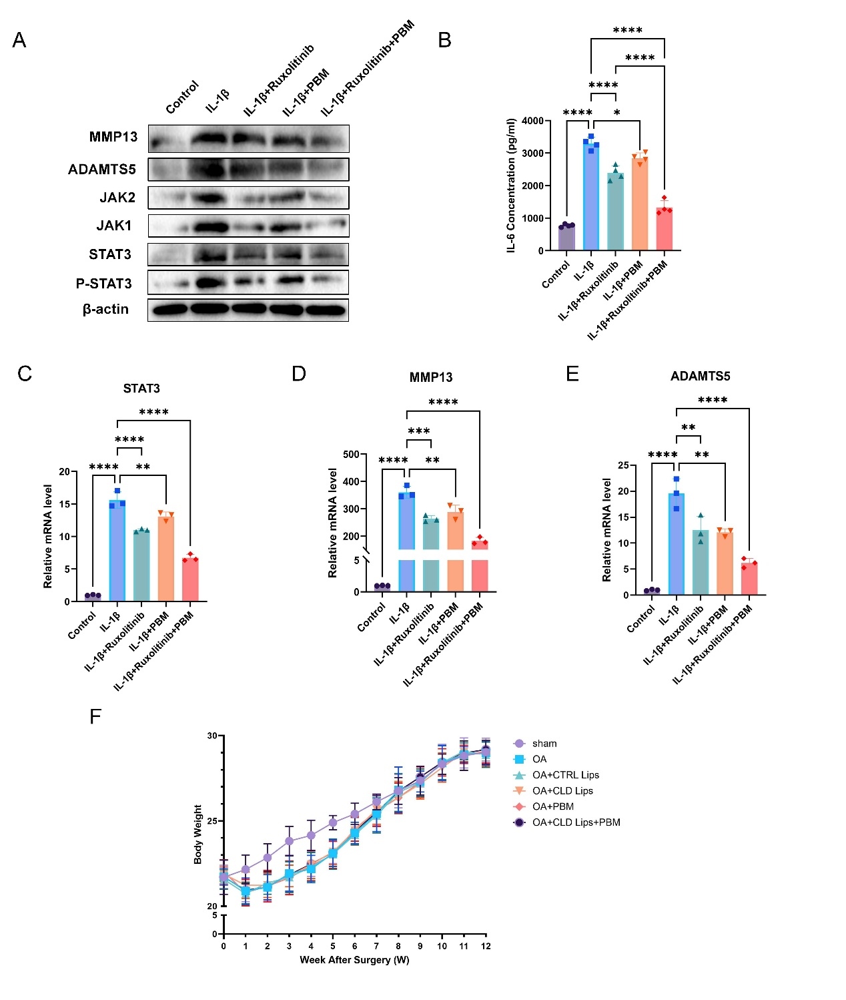 A
Control
IL-1β
IL-1β+Ruxolitinib
IL-1β+PBM
IL-1β+Ruxolitinib+PBM
MMP13
ADAMTS5
JAK2
JAK1
STAT3
P-STAT3
β-actin
B
****
****
****
**** *
IL-6 Concentration (pg/ml)
4000
3000
2000
1000
0
Control
IL-1β
IL-1β+Ruxolitinib
IL-1β+PBM
IL-1β+Ruxolitinib+PBM
C
STAT3
****
****
**** **
Relative mRNA level
20
15
10
5
0
Control
IL-1β
IL-1β+Ruxolitinib
IL-1β+PBM
IL-1β+Ruxolitinib+PBM
D
MMP13
****
***
**** **
Relative mRNA level
500
400
300
200
5
0
Control
IL-1β
IL-1β+Ruxolitinib
IL-1β+PBM
IL-1β+Ruxolitinib+PBM
E
ADAMTS5
****
**
**** **
Relative mRNA level
25
20
15
10
5
0
Control
IL-1β
IL-1β+Ruxolitinib
IL-1β+PBM
IL-1β+Ruxolitinib+PBM
F
Body Weight
30
25
20
5
0
0 1 2 3 4 5 6 7 8 9 10 11 12
Week After Surgery (W)
sham
OA
OA+CTRL Lips
OA+CLD Lips
OA+PBM
OA+CLD Lips+PBM